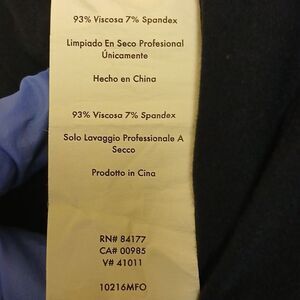 93% Viscosa 7% Spandex
Limpiado En Seco Profesional
Únicamente
Hecho en China
93% Viscosa 7% Spandex
Solo Lavaggio Professionale A
Secco
Prodotto in Cina
RN# 84177
CA# 00985
V# 41011
10216MFO